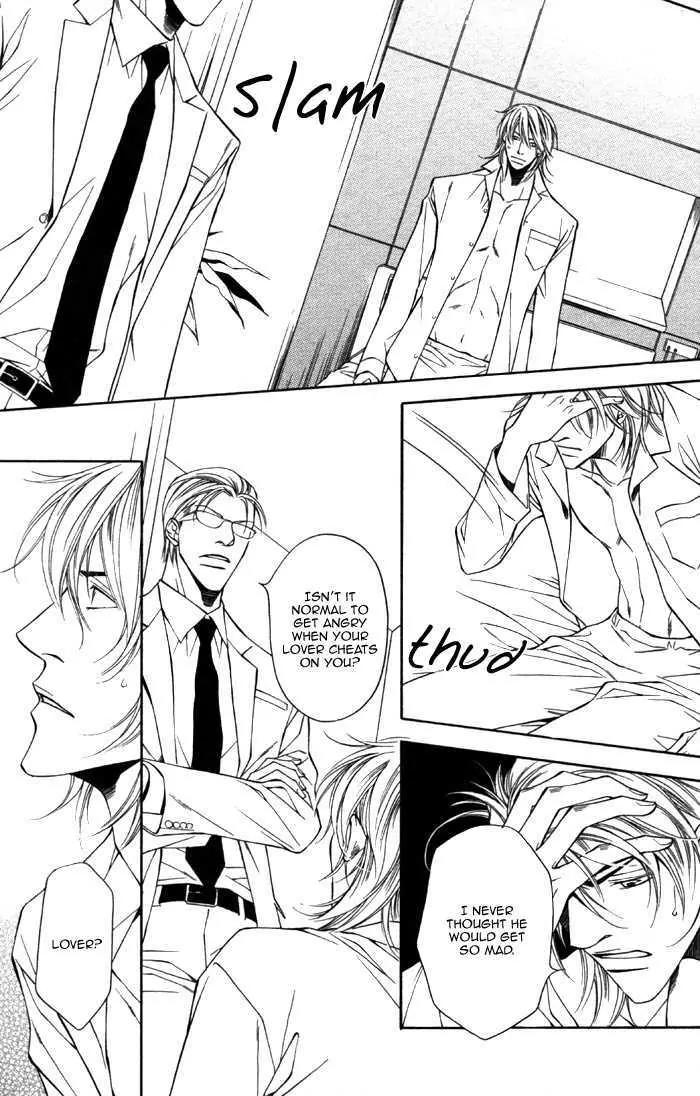 slam
thud
I NEVER
THOUGHT HE
WOULD GET
SO MAD.
ISN'T IT
NORMAL TO
GET ANGRY
WHEN YOUR
LOVER CHEATS
ON YOU?
LOVER?